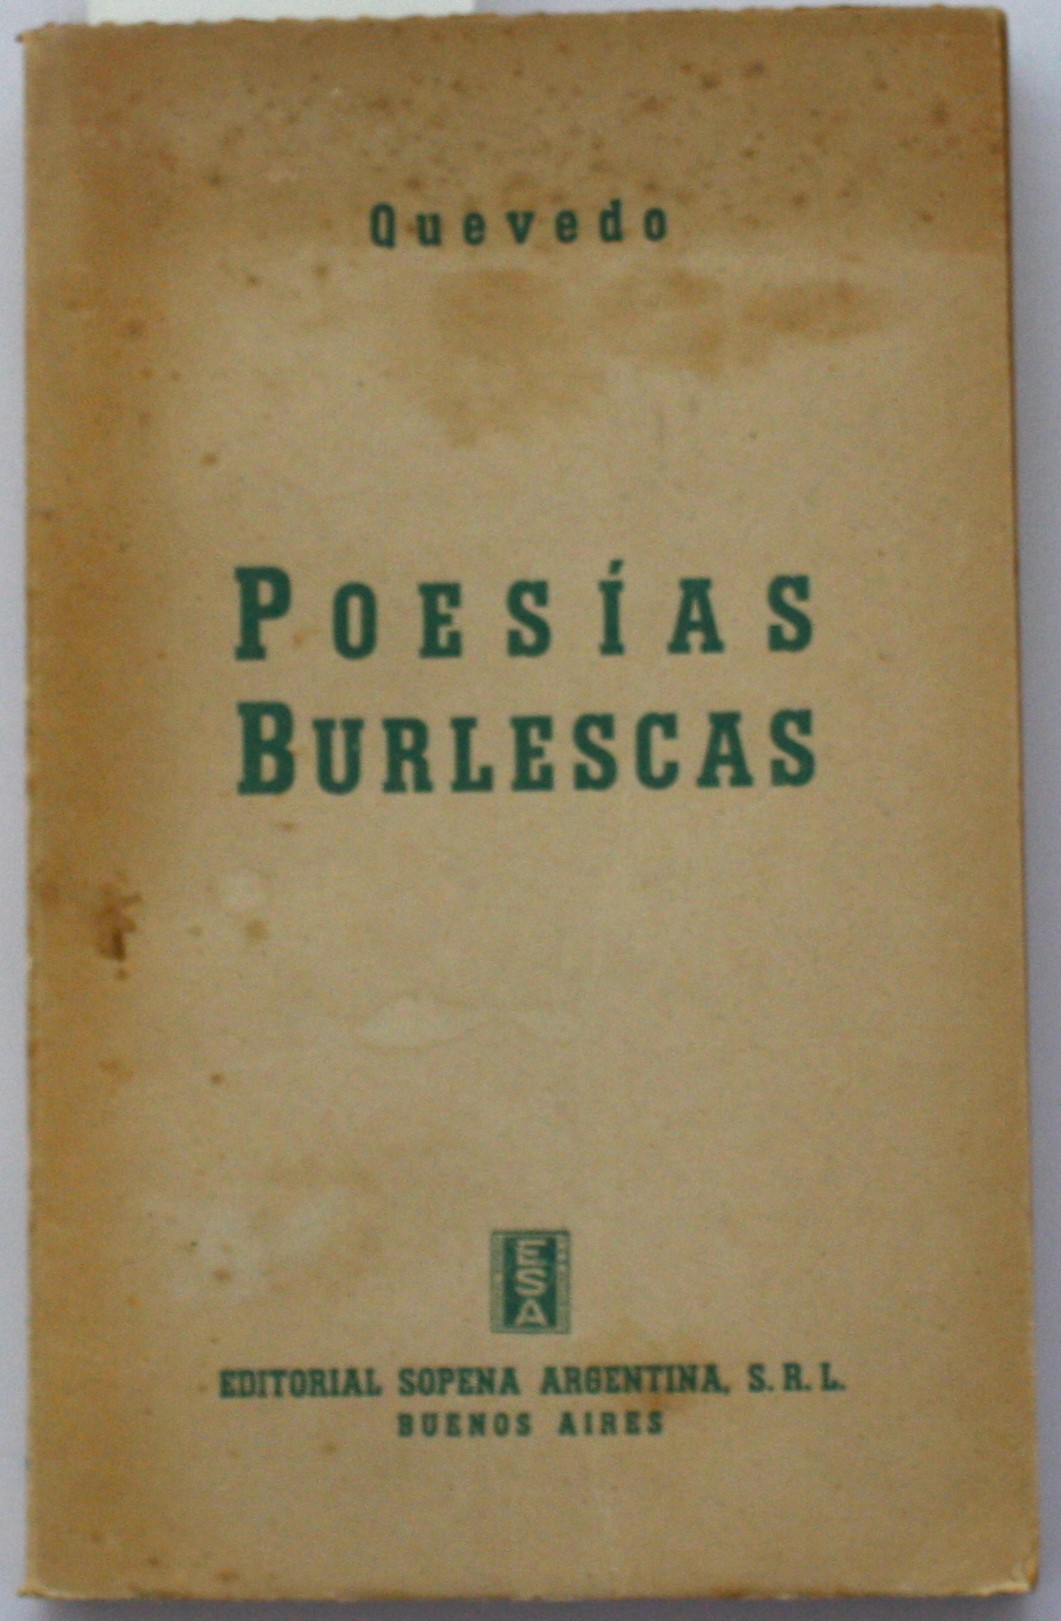 Quevedo
POESÍAS
BURLESCAS
ESA
EDITORIAL SOPENA ARGENTINA, S. R. L.
BUENOS AIRES